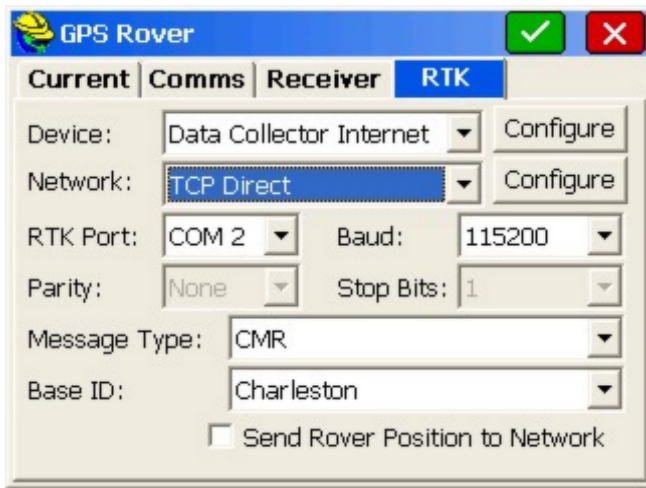 GPS Rover
Current Comms Receiver RTK
Device: Data Collector Internet Configure
Network: TCP Direct Configure
RTK Port: COM 2 Baud: 115200
Parity: None Stop Bits: 1
Message Type: CMR
Base ID: Charleston
Send Rover Position to Network